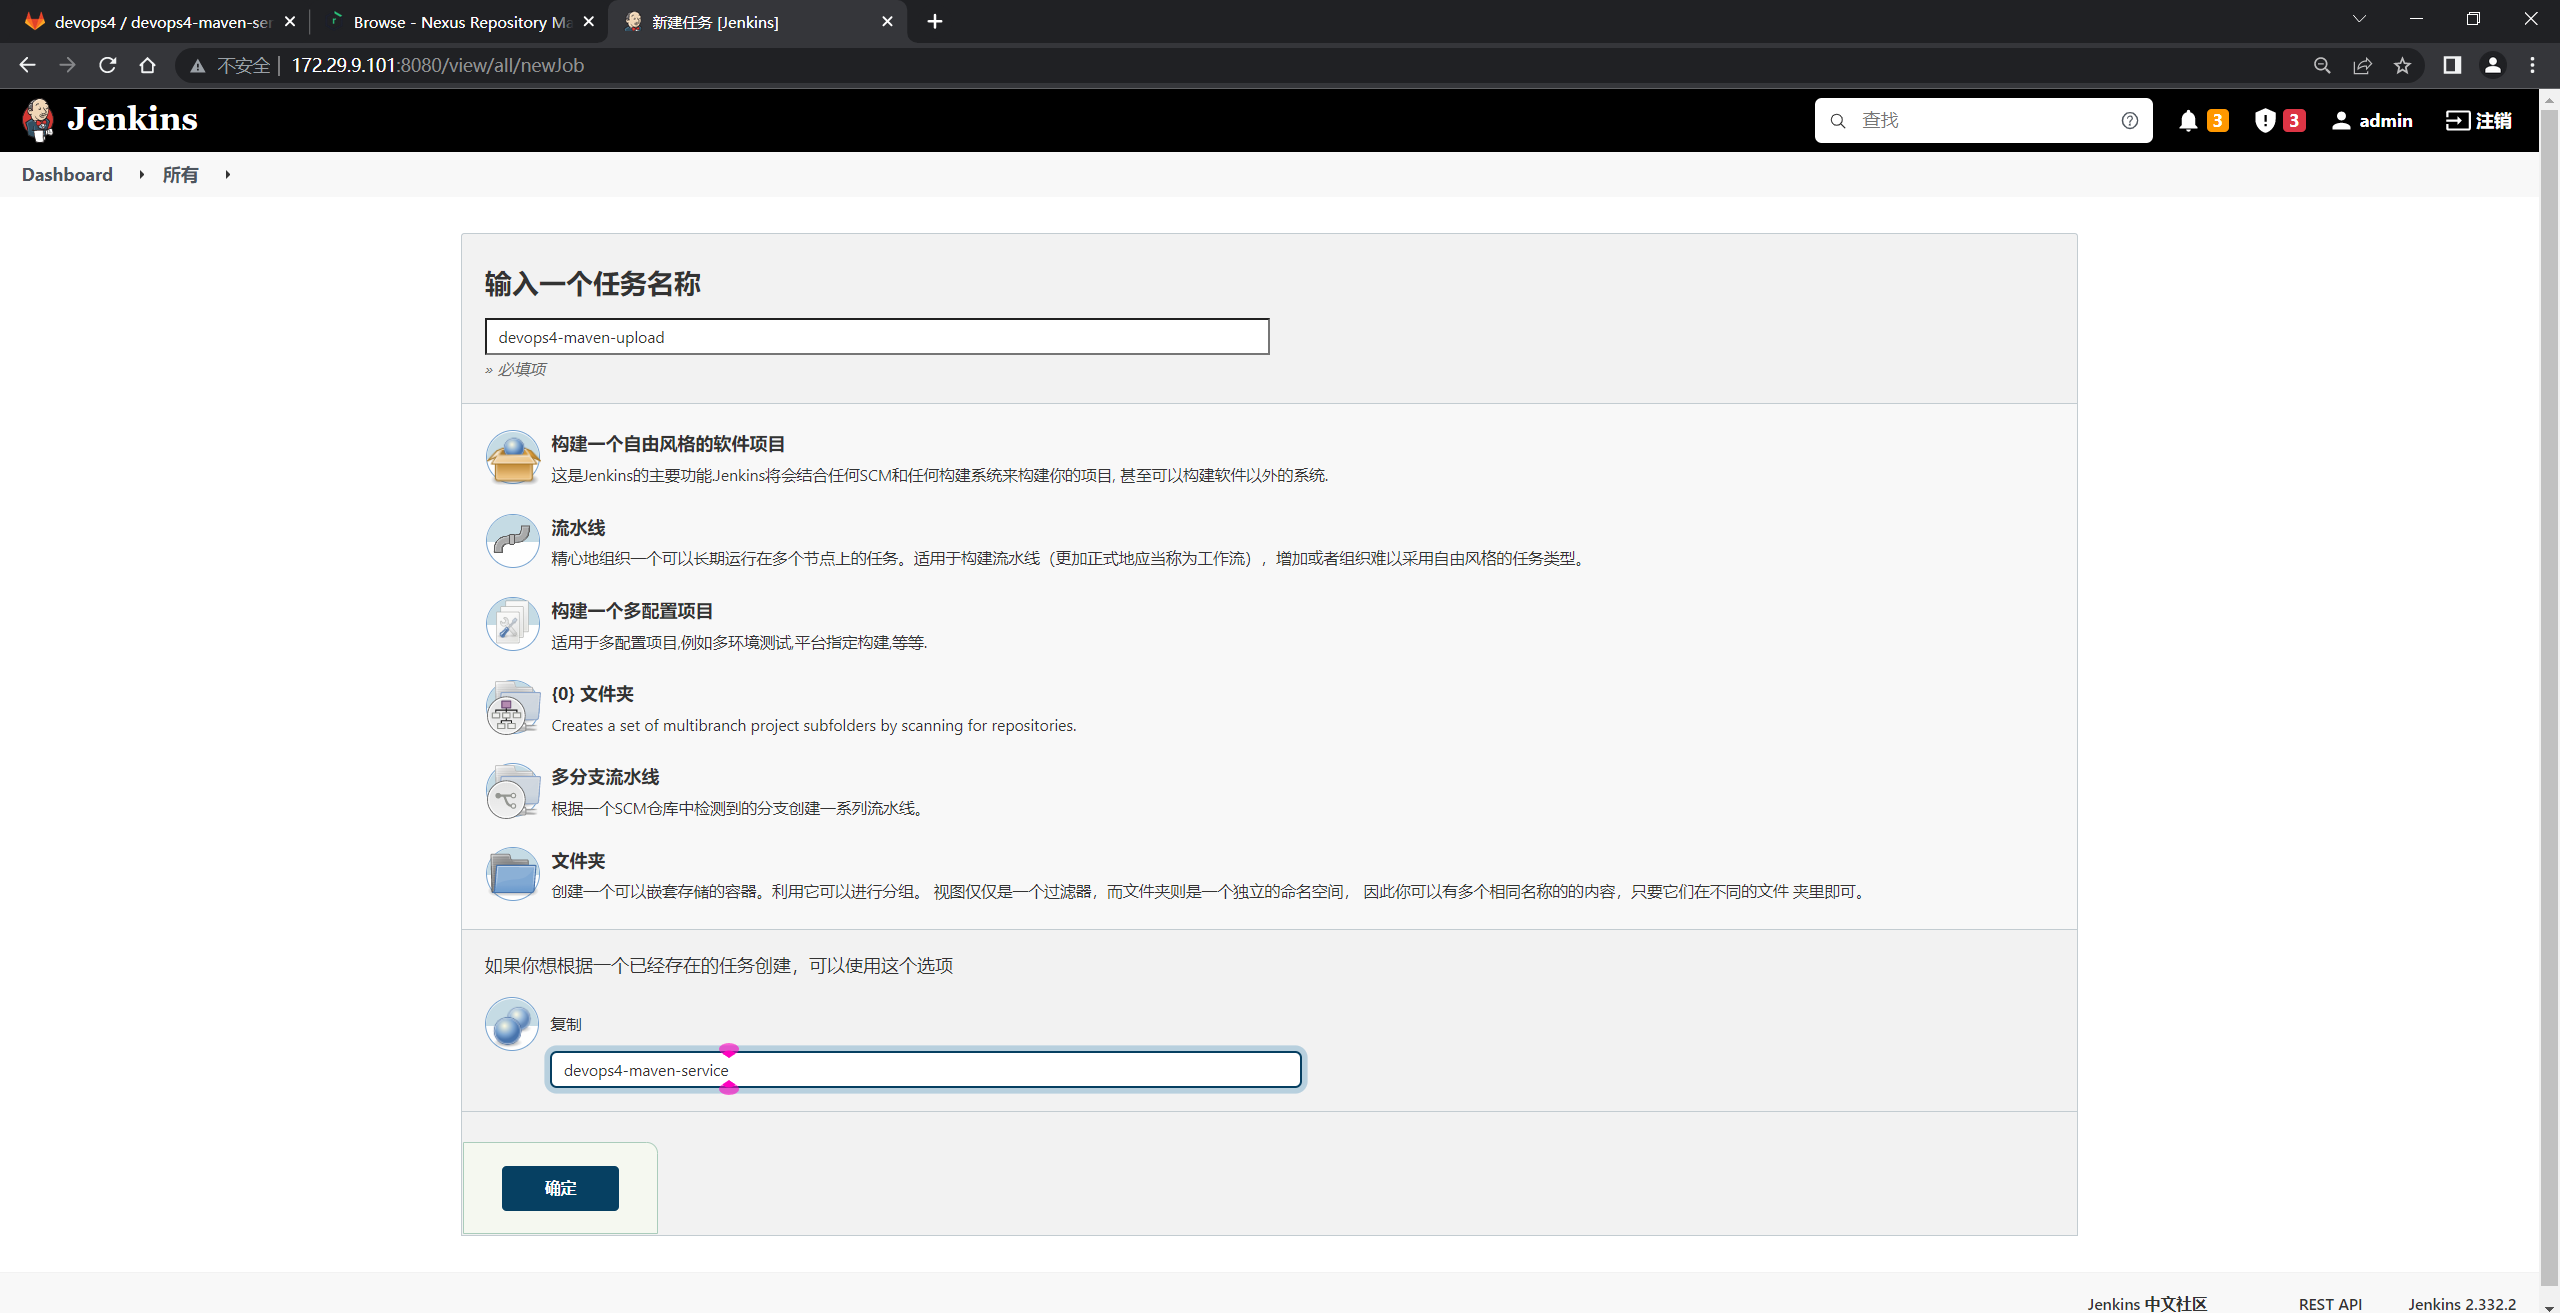 devops4 / devops4-maven-ser
Browse - Nexus Repository Ma
新建任务 [Jenkins]
不安全 | 172.29.9.101:8080/view/all/newJob
Jenkins
查找
3
3
admin
注销
Dashboard
所有
输入一个任务名称
devops4-maven-upload
» 必填项
构建一个自由风格的软件项目
这是Jenkins的主要功能.Jenkins将会结合任何SCM和任何构建系统来构建你的项目, 甚至可以构建软件以外的系统.
流水线
精心地组织一个可以长期运行在多个节点上的任务。适用于构建流水线（更加正式地应当称为工作流），增加或者组织难以采用自由风格的任务类型。
构建一个多配置项目
适用于多配置项目,例如多环境测试,平台指定构建,等等.
{0} 文件夹
Creates a set of multibranch project subfolders by scanning for repositories.
多分支流水线
根据一个SCM仓库中检测到的分支创建一系列流水线。
文件夹
创建一个可以嵌套存储的容器。利用它可以进行分组。 视图仅仅是一个过滤器，而文件夹则是一个独立的命名空间， 因此你可以有多个相同名称的的内容，只要它们在不同的文件 夹里即可。
如果你想根据一个已经存在的任务创建，可以使用这个选项
复制
devops4-maven-service
确定
Jenkins 中文社区
REST API
Jenkins 2.332.2